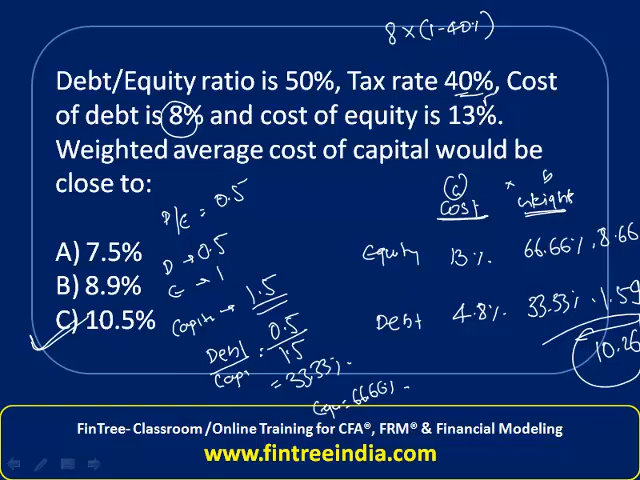 8 × (1-40%)
Debt/Equity ratio is 50%, Tax rate 40%, Cost
of debt is 8% and cost of equity is 13%.
Weighted average cost of capital would be
close to:
D/E = 0.5
D → 0.5
E → 1
Capital → 1.5
Debt/Capi = 0.5/1.5
= 33.33%.
Equ = 66.66%.
A) 7.5%
B) 8.9%
C) 10.5%
cost × weight
Equity 13%. 66.66% 8.66
Debt 4.8%. 33.33% 1.59
10.26
FinTree- Classroom /Online Training for CFA®, FRM® & Financial Modeling
www.fintreeindia.com